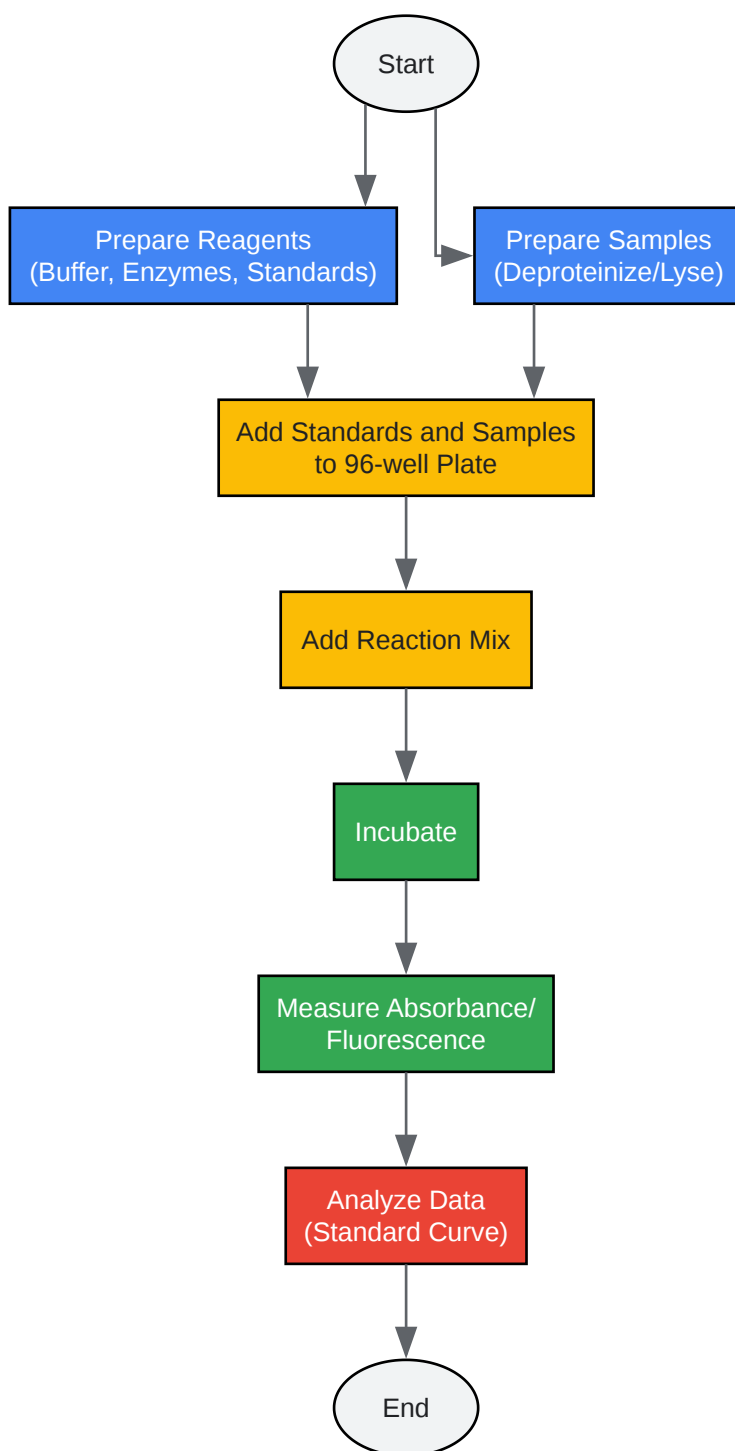 Start
Prepare Reagents
(Buffer, Enzymes, Standards)
Prepare Samples
(Deproteinize/Lyse)
Add Standards and Samples
to 96-well Plate
Add Reaction Mix
Incubate
Measure Absorbance/
Fluorescence
Analyze Data
(Standard Curve)
End